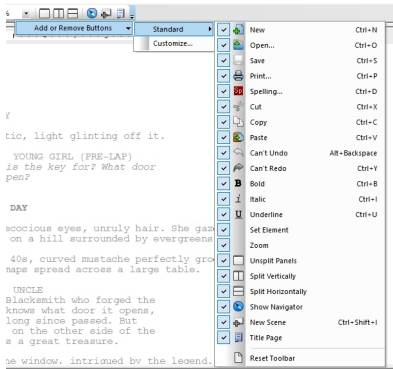 %
Add or Remove Buttons
Standard
Customize...
New Ctrl+N
Open... Ctrl+O
Save Ctrl+S
Print... Ctrl+P
Spelling... Ctrl+D
Cut Ctrl+X
Copy Ctrl+C
Paste Ctrl+V
Can't Undo Alt+Backspace
Can't Redo Ctrl+Y
Bold Ctrl+B
Italic Ctrl+I
Underline Ctrl+U
Set Element
Zoom
Unsplit Panels
Split Vertically
Split Horizontally
Show Navigator
New Scene Ctrl+Shift+I
Title Page
Reset Toolbar
Y
tic, light glinting off it.
YOUNG GIRL (PRE-LAP)
is the key for? What door
pen?
DAY
ecocious eyes, unruly hair. She gaz
on a hill surrounded by evergreens
40s, curved mustache perfectly gro
maps spread across a large table.
UNCLE
Blacksmith who forged the
knows what door it opens,
long since passed. But
on the other side of the
s a great treasure.
he window, intrigued by the legend.